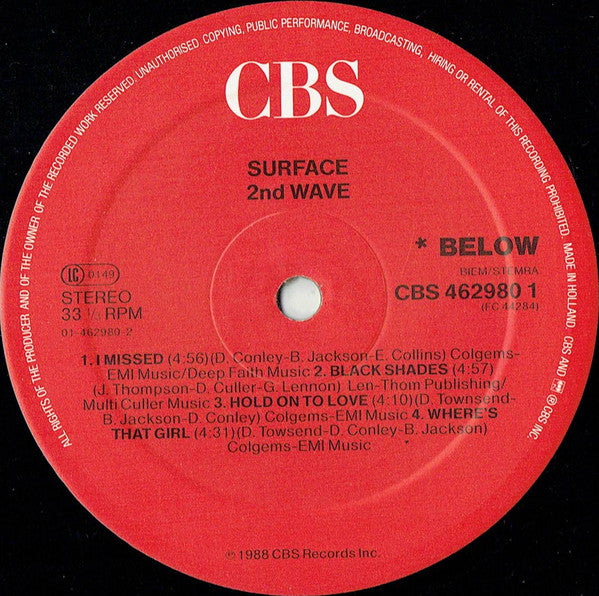 ALL RIGHTS OF THE PRODUCER AND OF THE OWNER OF THE RECORDED WORK RESERVED. UNAUTHORISED COPYING, PUBLIC PERFORMANCE, BROADCASTING, HIRING OR RENTAL OF THIS RECORDING PROHIBITED. MADE IN HOLLAND. CBS AND ® CBS INC.
CBS
SURFACE
2nd WAVE
* BELOW
BIEM/STEMRA
LC 0149
STEREO
CBS 462980 1
33 1/3 RPM
(FC 44284)
01-462980-2
1. I MISSED (4:56)(D. Conley-B. Jackson-E. Collins) Colgems-
EMI Music/Deep Faith Music 2. BLACK SHADES (4:57)
(J. Thompson-D. Culler-G. Lennon) Len-Thom Publishing/
Multi Culler Music 3. HOLD ON TO LOVE (4:10)(D. Townsend-
B. Jackson-D. Conley) Colgems-EMI Music 4. WHERE'S
THAT GIRL (4:31)(D. Townsend-D. Conley-B. Jackson)
Colgems-EMI Music
℗ 1988 CBS Records Inc.